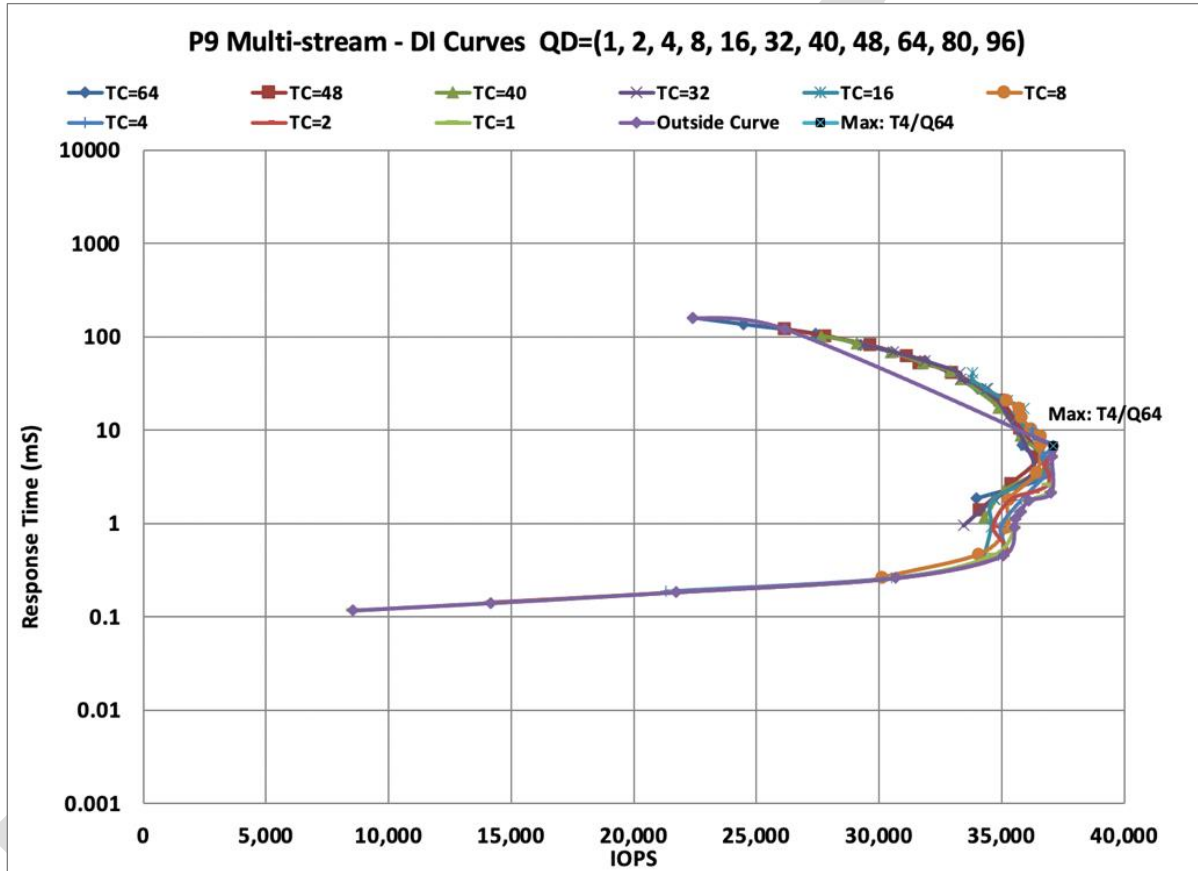 P9 Multi-stream - DI Curves QD=(1, 2, 4, 8, 16, 32, 40, 48, 64, 80, 96)
TC=64 TC=48 TC=40 TC=32 TC=16 TC=8
TC=4 TC=2 TC=1 Outside Curve Max: T4/Q64
10000
1000
100
Max: T4/Q64
10
1
0.1
0.01
0.001
Response Time (mS)
0 5,000 10,000 15,000 20,000 25,000 30,000 35,000 40,000
IOPS